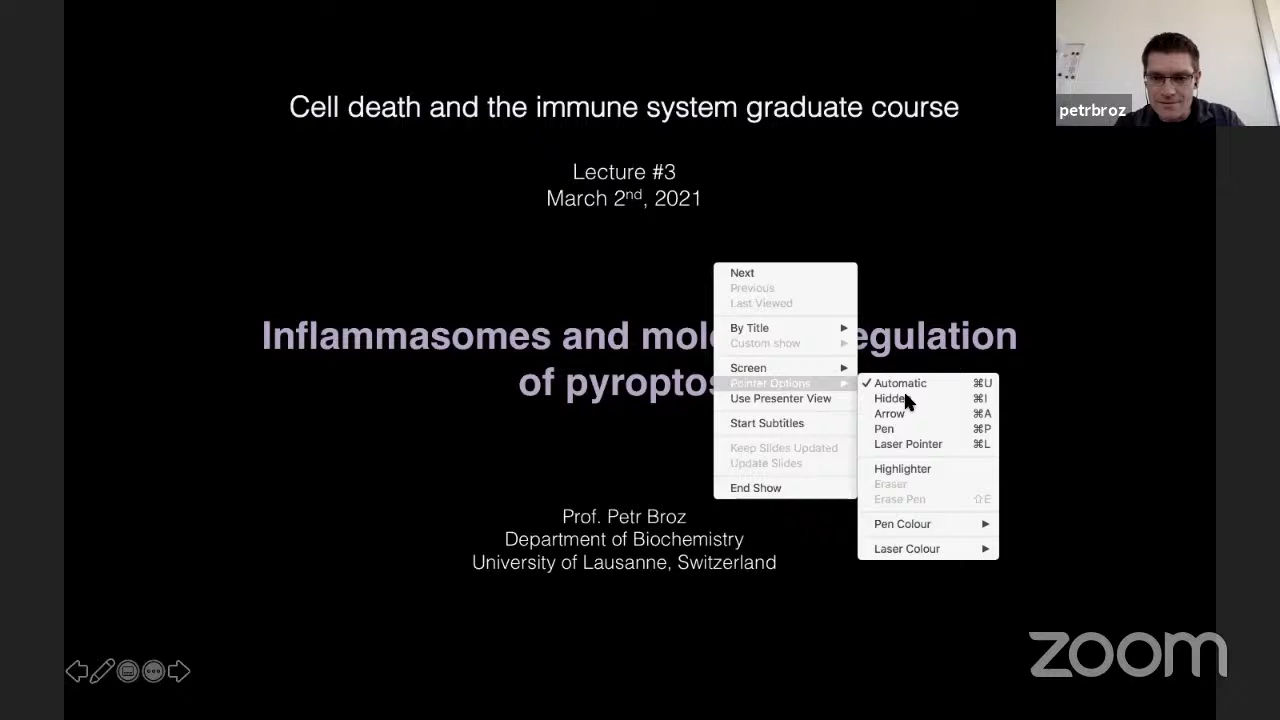 Cell death and the immune system graduate course
petrbroz
Lecture #3
March 2nd, 2021
Inflammasomes and mol egulation
of pyroptos
Next
Previous
Last Viewed
By Title
Custom show
Screen
Pointer Options
Use Presenter View
Start Subtitles
Keep Slides Updated
Update Slides
End Show
Automatic ⌘U
Hidden ⌘I
Arrow ⌘A
Pen ⌘P
Laser Pointer ⌘L
Highlighter
Eraser
Erase Pen ⇧E
Pen Colour
Laser Colour
Prof. Petr Broz
Department of Biochemistry
University of Lausanne, Switzerland
zoom